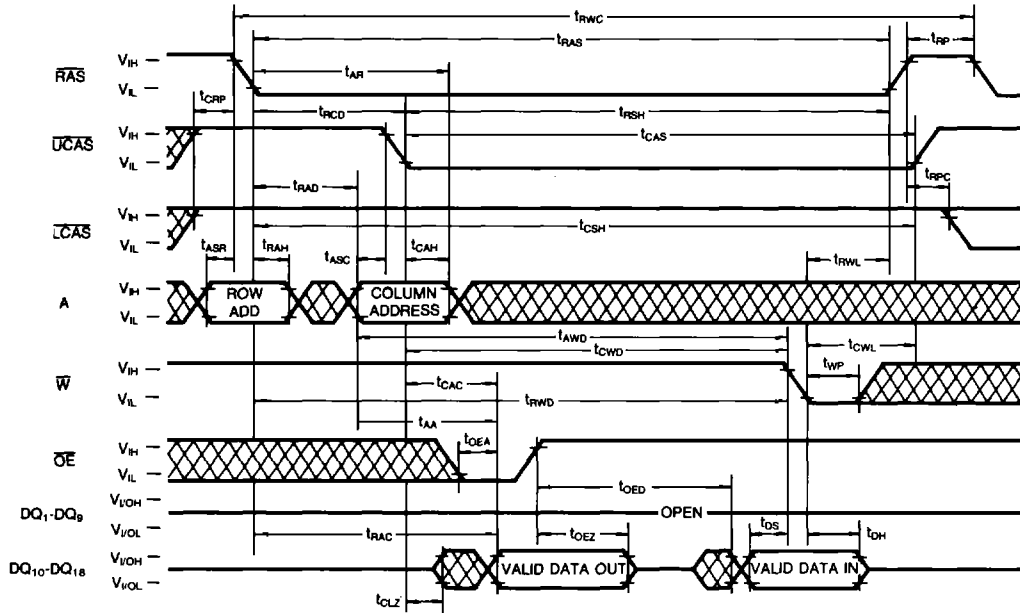 tRWC
tRAS
tRP
RAS
VIH
VIL
tAR
tCRP
tRCD
tRSH
UCAS
VIH
VIL
tCAS
tRAD
tRPC
LCAS
VIH
VIL
tCSH
tASR
tRAH
tASC
tCAH
tRWL
A
VIH
VIL
ROW
ADD
COLUMN
ADDRESS
tAWD
tCWD
tCWL
W
VIH
VIL
tCAC
tRWD
tWP
tAA
OE
VIH
VIL
tOEA
tOED
DQ1-DQ9
VI/OH
VI/OL
OPEN
tRAC
tOEZ
tDS
tDH
DQ10-DQ18
VI/OH
VI/OL
VALID DATA OUT
VALID DATA IN
tCLZ